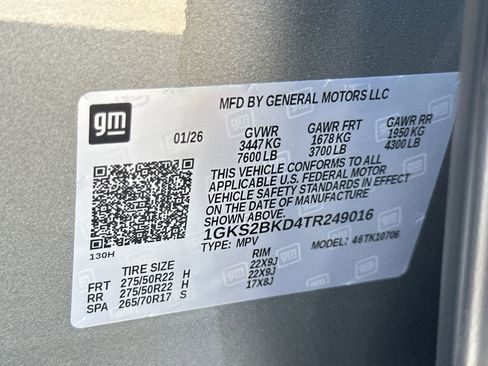 MFD BY GENERAL MOTORS LLC
gm
01/26 GVWR GAWR FRT GAWR RR
3447 KG 1678 KG 1950 KG
7600 LB 3700 LB 4300 LB
THIS VEHICLE CONFORMS TO ALL
APPLICABLE U.S. FEDERAL MOTOR
VEHICLE SAFETY STANDARDS IN EFFECT
ON THE DATE OF MANUFACTURE
SHOWN ABOVE.
1GKS2BKD4TR249016
TYPE: MPV MODEL: 46TK10706
130H
TIRE SIZE RIM
FRT 275/50R22 H 22X9J
RR 275/50R22 H 22X9J
SPA 265/70R17 S 17X8J